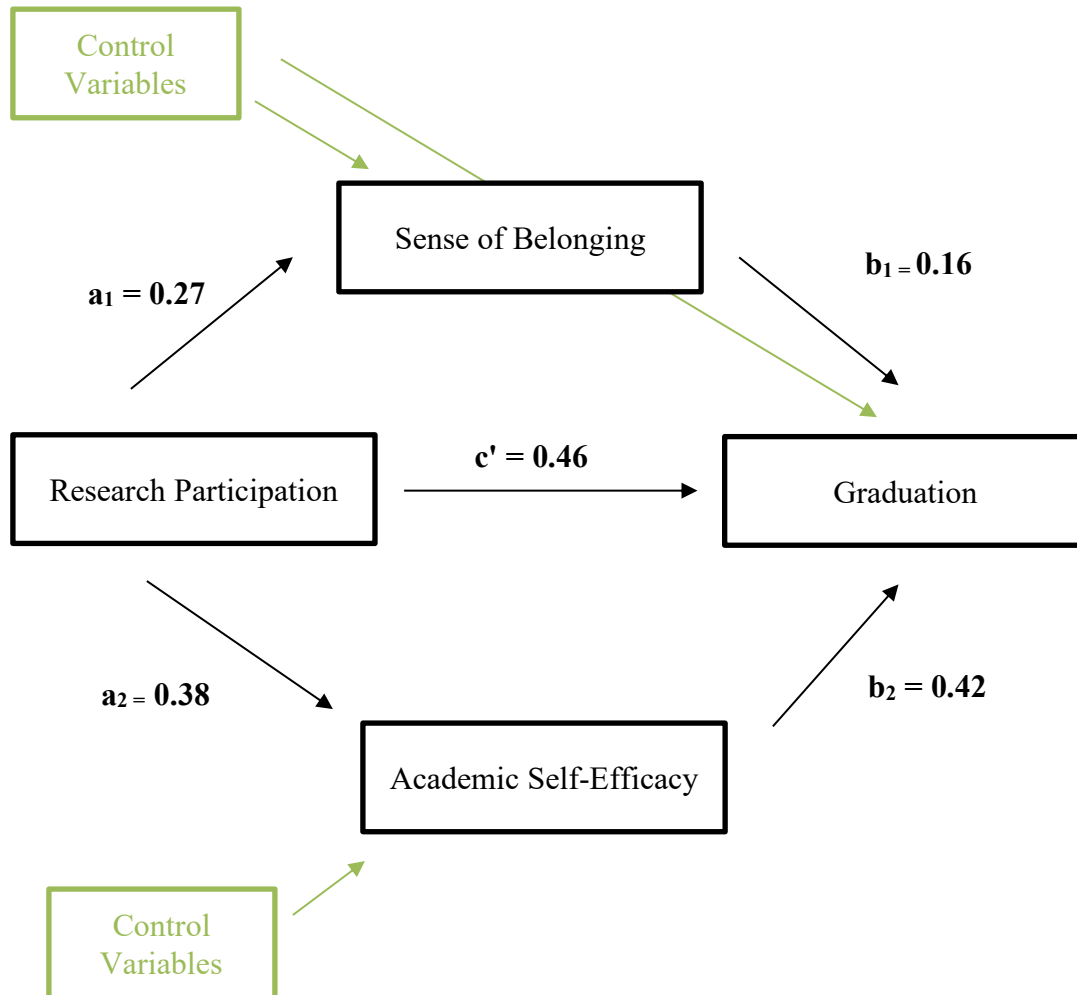 Control
Variables
Sense of Belonging
b₁ = 0.16
a₁ = 0.27
c' = 0.46
Research Participation
Graduation
a₂ = 0.38
b₂ = 0.42
Academic Self-Efficacy
Control
Variables